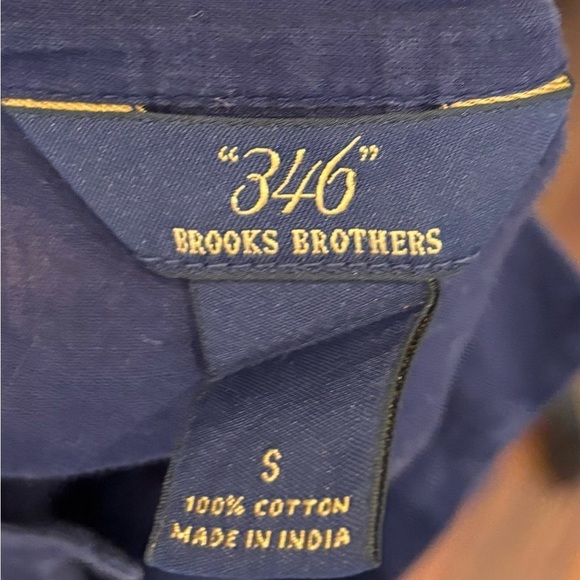 “346”
BROOKS BROTHERS
S
100% COTTON
MADE IN INDIA